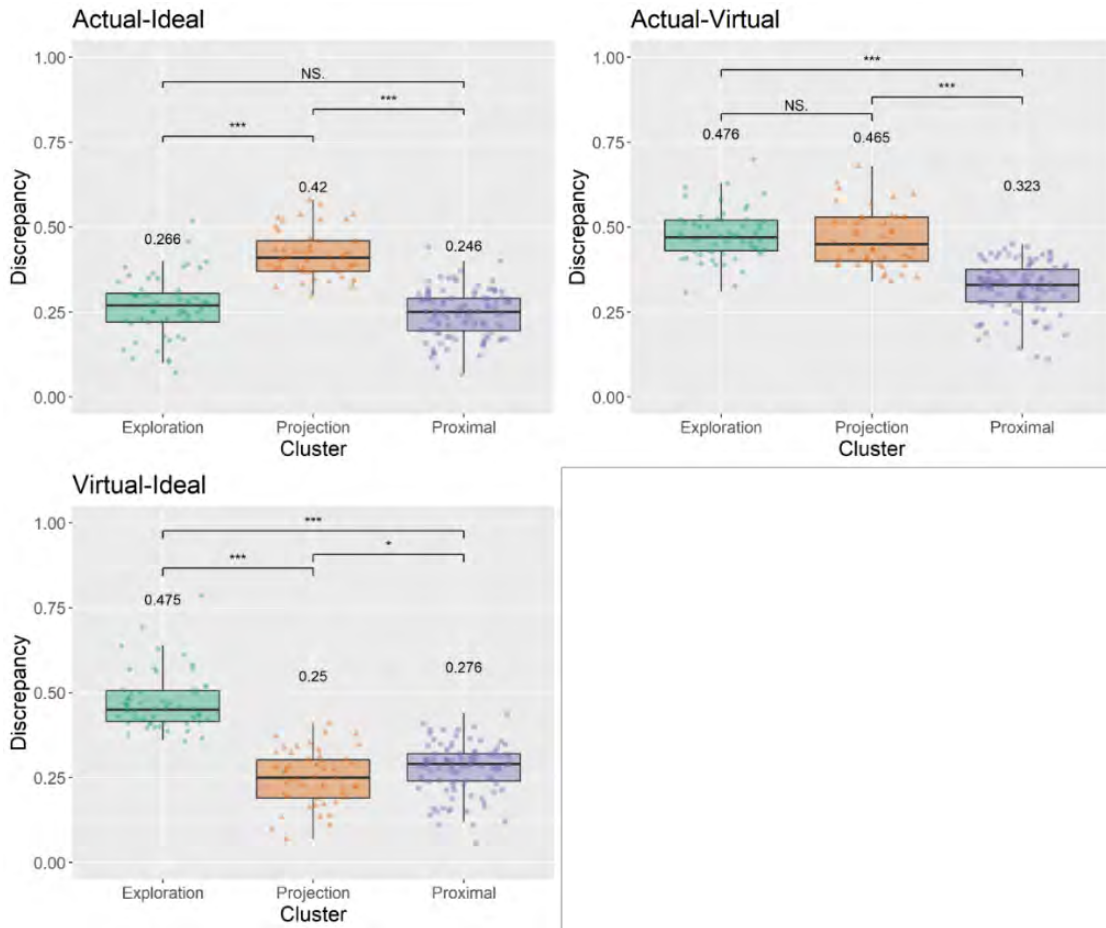 Actual-Ideal
1.00
0.75
0.50
0.25
0.00
Discrepancy
NS.
***
***
0.266
0.42
0.246
Exploration Projection Proximal
Cluster
Actual-Virtual
1.00
0.75
0.50
0.25
0.00
Discrepancy
***
***
NS.
0.476
0.465
0.323
Exploration Projection Proximal
Cluster
Virtual-Ideal
1.00
0.75
0.50
0.25
0.00
Discrepancy
***
*
***
0.475
0.25
0.276
Exploration Projection Proximal
Cluster